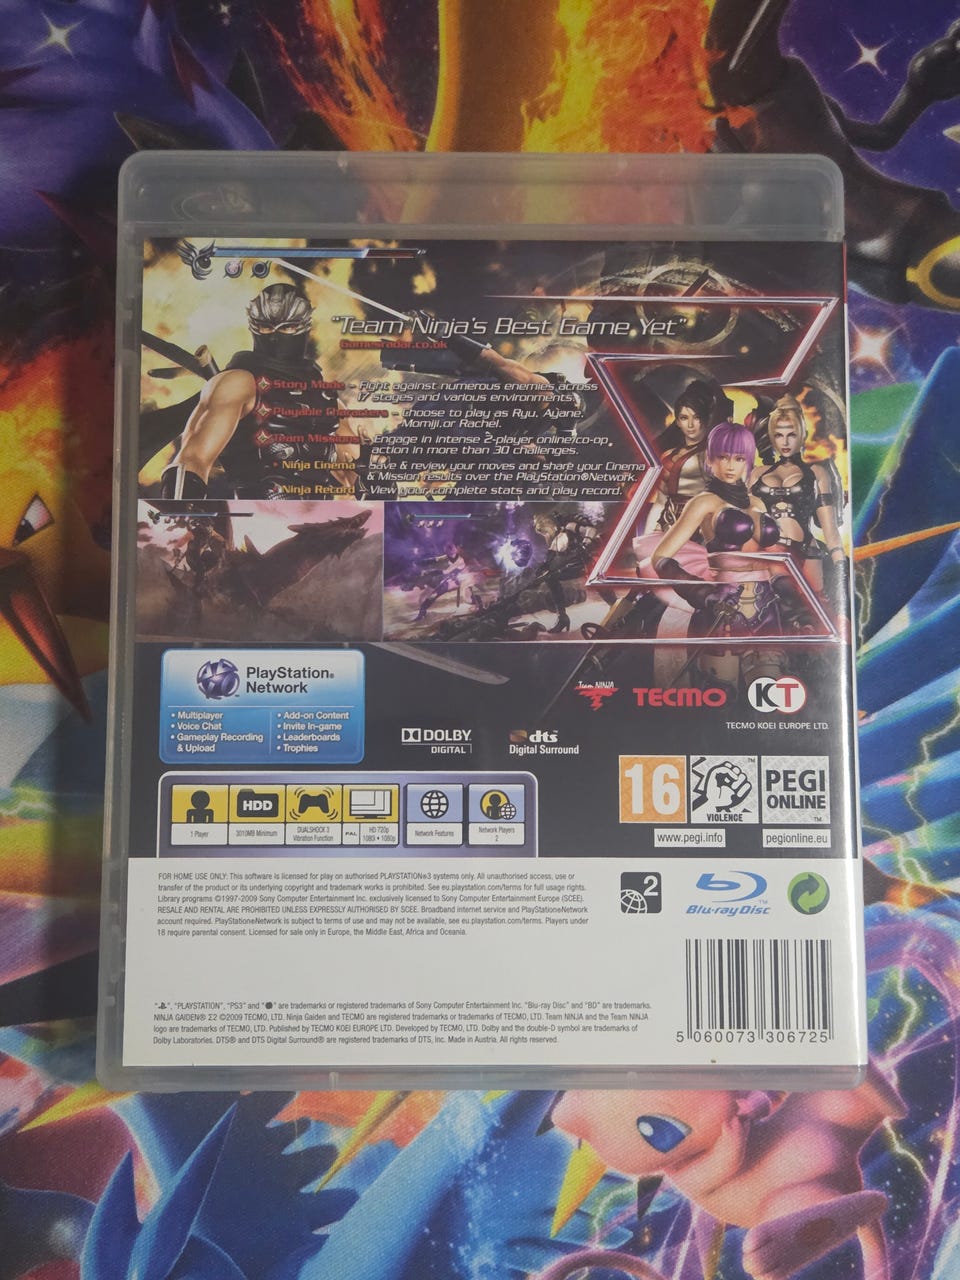 "Team Ninja's Best Game Yet"
Gamesradar.co.uk
Story Mode - Fight against numerous enemies across
17 stages and various environments.
Playable Characters - Choose to play as Ryu, Ayane,
Momiji,or Rachel.
Team Missions - Engage in intense 2-player online co-op
action in more than 30 challenges.
Ninja Cinema - Save & review your moves and share your Cinema
& Mission results over the PlayStation®Network.
Ninja Record - View your complete stats and play record.
PlayStation®
Network
• Multiplayer
• Voice Chat
• Gameplay Recording
& Upload
• Add-on Content
• Invite In-game
• Leaderboards
• Trophies
Team NINJA
TECMO
KT
TECMO KOEI EUROPE LTD.
DOLBY
DIGITAL
dts
Digital Surround
16
VIOLENCE
PEGI
ONLINE
TM
TM
www.pegi.info
pegionline.eu
HDD
1 Player
3010MB Minimum
DUALSHOCK 3
Vibration Function
PAL
HD 720p
1080i • 1080p
Network Features
Network Players
2
FOR HOME USE ONLY: This software is licensed for play on authorised PLAYSTATION®3 systems only. All unauthorised access, use or
transfer of the product or its underlying copyright and trademark works is prohibited. See eu.playstation.com/terms for full usage rights.
Library programs ©1997-2009 Sony Computer Entertainment Inc. exclusively licensed to Sony Computer Entertainment Europe (SCEE).
RESALE AND RENTAL ARE PROHIBITED UNLESS EXPRESSLY AUTHORISED BY SCEE. Broadband internet service and PlayStation®Network
account required. PlayStation®Network is subject to terms of use and may not be available, see eu.playstation.com/terms. Players under
18 require parental consent. Licensed for sale only in Europe, the Middle East, Africa and Oceania.
2
Blu-ray Disc
TM
"", "PLAYSTATION", "PS3" and "" are trademarks or registered trademarks of Sony Computer Entertainment Inc. "Blu-ray Disc" and "BD" are trademarks.
NINJA GAIDEN® Σ2 ©2009 TECMO, LTD. Ninja Gaiden and TECMO are registered trademarks or trademarks of TECMO, LTD. Team NINJA and the Team NINJA
logo are trademarks of TECMO, LTD. Published by TECMO KOEI EUROPE LTD. Developed by TECMO, LTD. Dolby and the double-D symbol are trademarks of
Dolby Laboratories. DTS® and DTS Digital Surround® are registered trademarks of DTS, Inc. Made in Austria. All rights reserved.
5 060073 306725